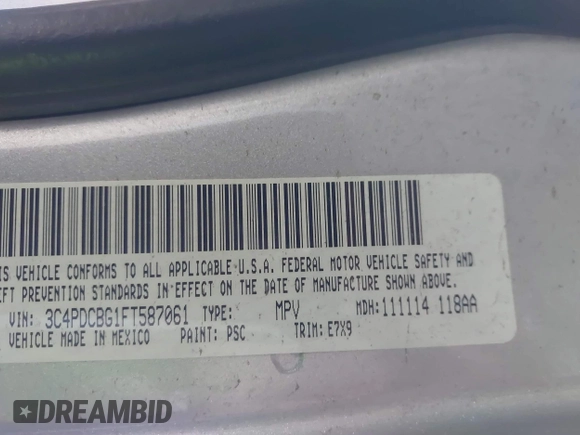 IS VEHICLE CONFORMS TO ALL APPLICABLE U.S.A. FEDERAL MOTOR VEHICLE SAFETY AND
EFT PREVENTION STANDARDS IN EFFECT ON THE DATE OF MANUFACTURE SHOWN ABOVE.
VIN: 3C4PDCBG1FT587061 TYPE: MPV MDH:111114 118AA
VEHICLE MADE IN MEXICO PAINT: PSC TRIM: E7X9
DREAMBID